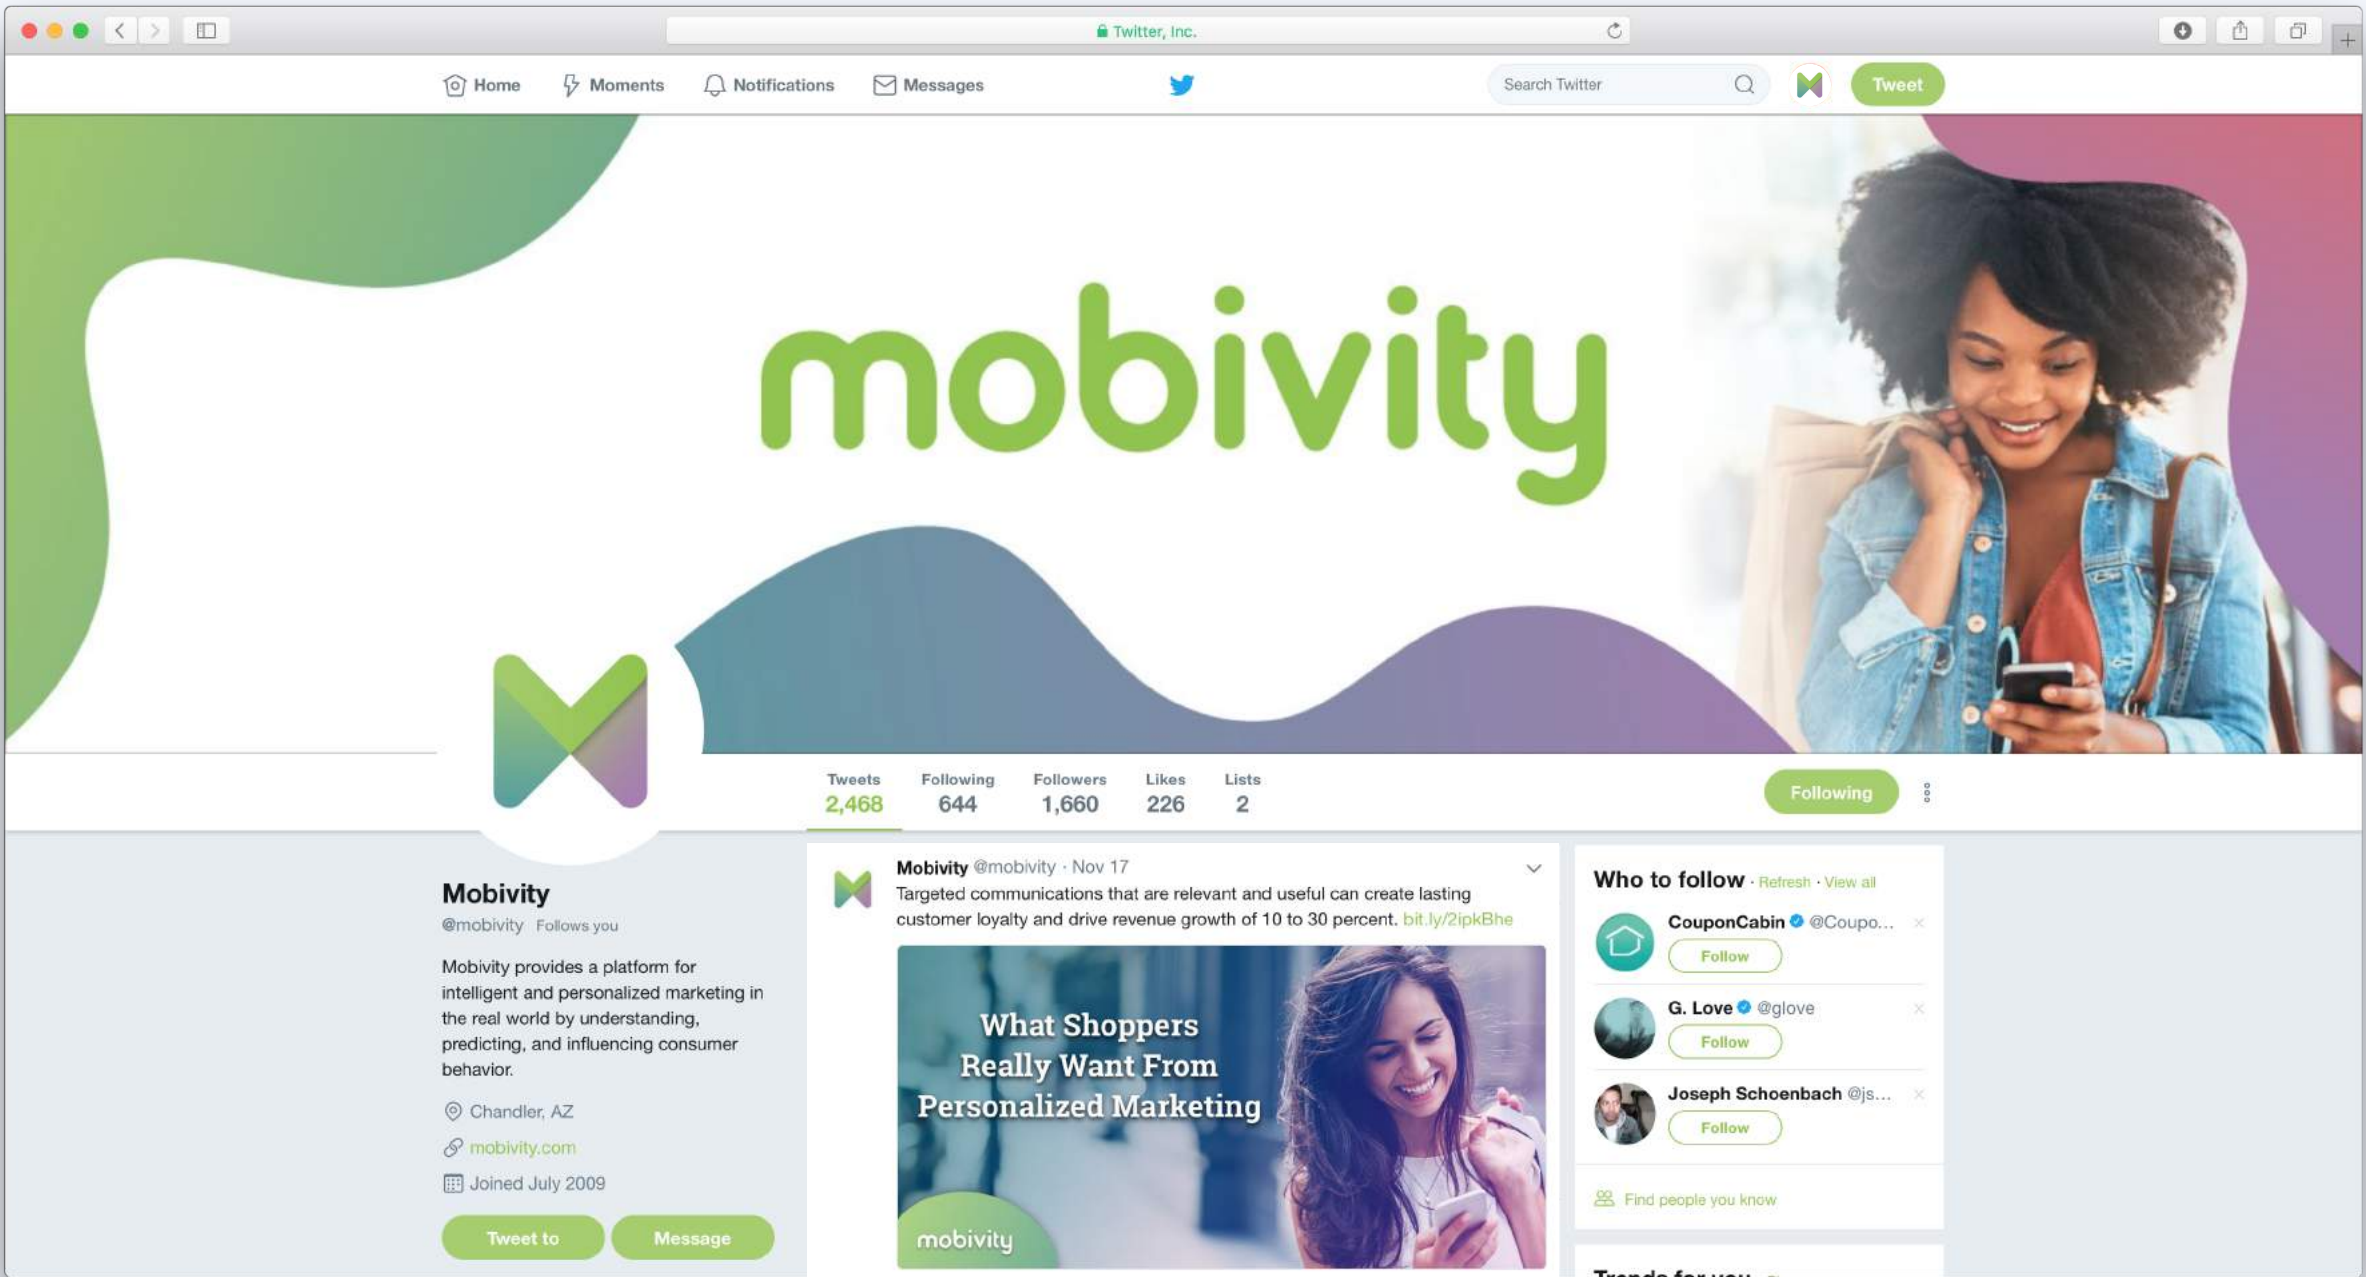 Twitter, Inc.
Home Moments Notifications Messages
Search Twitter
Tweet
mobivity
Tweets Following Followers Likes Lists
2,468 644 1,660 226 2
Following
Mobivity
@mobivity Follows you
Mobivity provides a platform for
intelligent and personalized marketing in
the real world by understanding,
predicting, and influencing consumer
behavior.
Chandler, AZ
mobivity.com
Joined July 2009
Tweet to Message
Mobivity @mobivity · Nov 17
Targeted communications that are relevant and useful can create lasting
customer loyalty and drive revenue growth of 10 to 30 percent. bit.ly/2ipkBhe
What Shoppers
Really Want From
Personalized Marketing
mobivity
Who to follow · Refresh · View all
CouponCabin @Coupo...
Follow
G. Love @glove
Follow
Joseph Schoenbach @js...
Follow
Find people you know
Trends for you